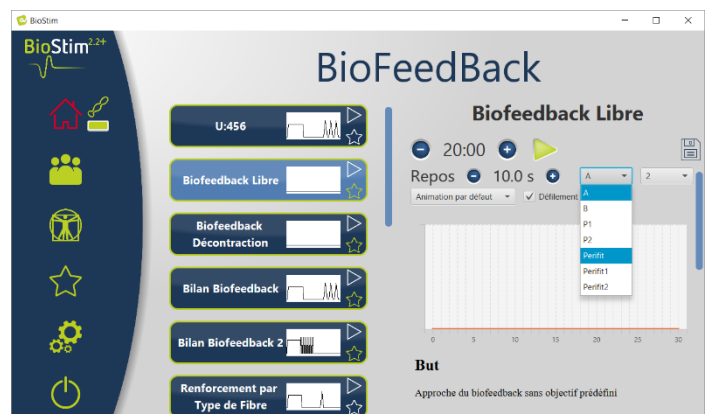 BioStim
BioStim 2.2+
BioFeedBack
U:456
Biofeedback Libre
Biofeedback
Décontraction
Bilan Biofeedback
Bilan Biofeedback 2
Renforcement par
Type de Fibre
Biofeedback Libre
20:00
Repos 10.0 s A 2
Animation par défaut Défilement
A
B
P1
P2
Perifit
Perifit1
Perifit2
0 5 10 15 20 25 30
But
Approche du biofeedback sans objectif prédéfini